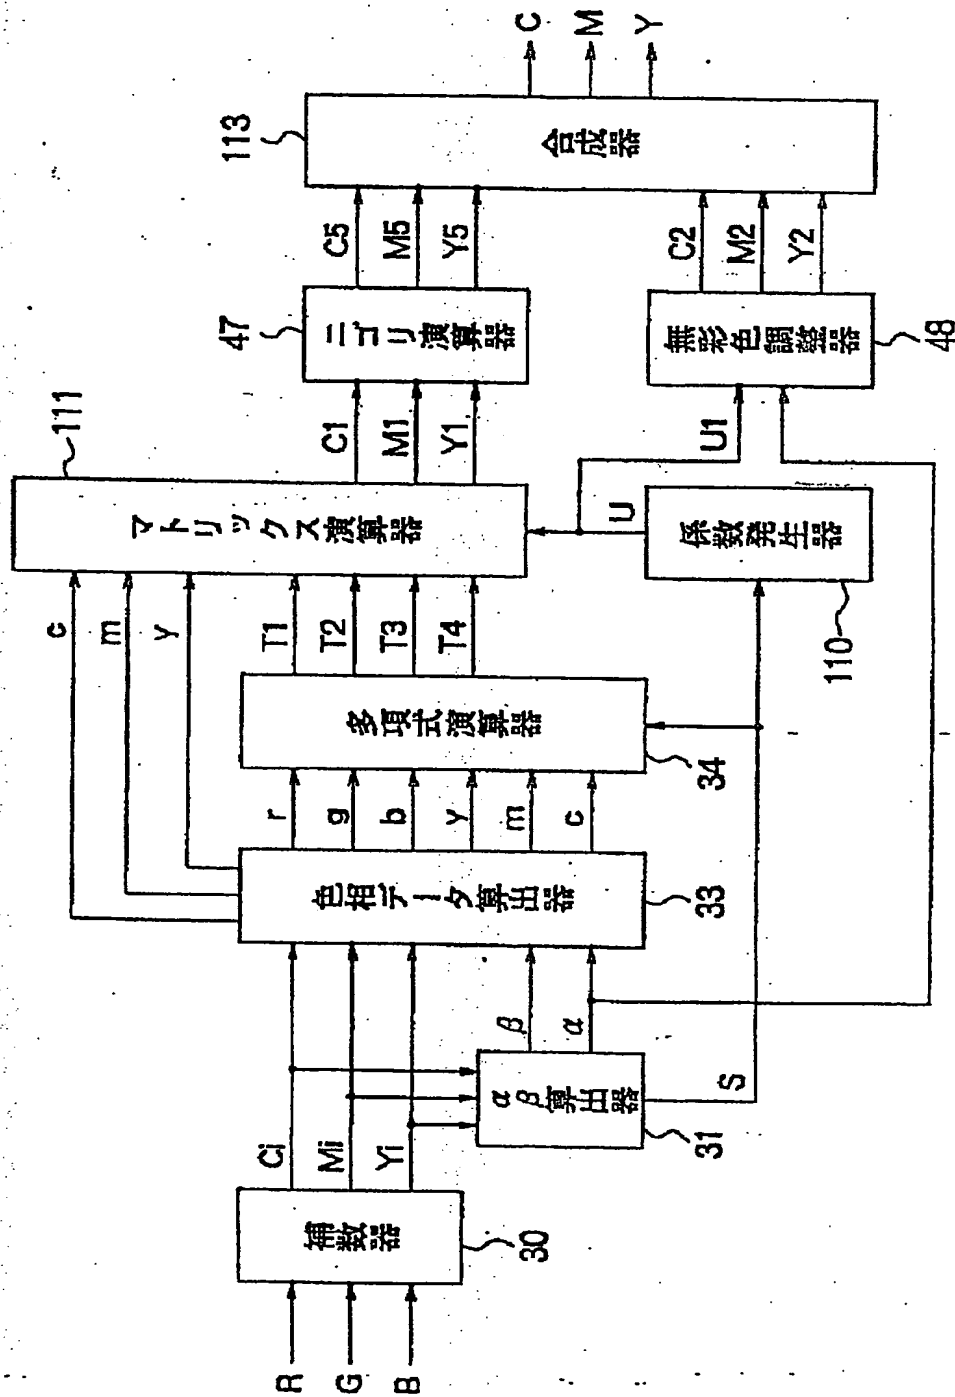 R
G
B
補数器
30
Ci
Mi
Yi
αβ算出器
31
β
α
S
色相データ算出器
33
r
g
b
y
m
c
c
m
y
多項式演算器
34
T1
T2
T3
T4
マトリックス演算器
111
係数発生器
110
U
U1
C1
M1
Y1
ニゴリ演算器
47
C5
M5
Y5
無彩色調整器
48
C2
M2
Y2
合成器
113
C
M
Y